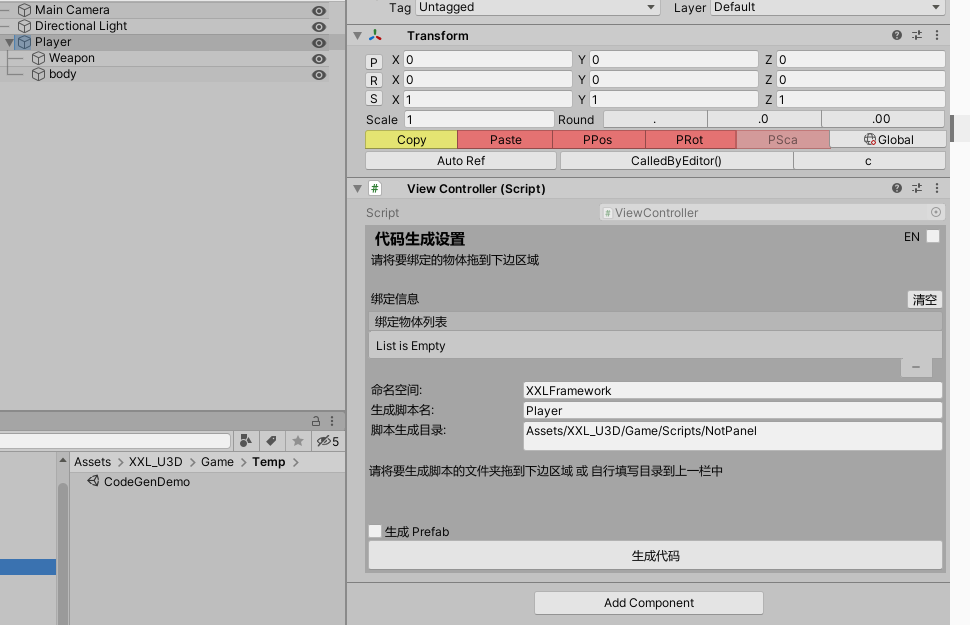 Main Camera
Directional Light
Player
Weapon
body
5
Assets > XXL_U3D > Game > Temp >
CodeGenDemo
Tag Untagged Layer Default
Transform
P X 0 Y 0 Z 0
R X 0 Y 0 Z 0
S X 1 Y 1 Z 1
Scale 1 Round . .0 .00
Copy Paste PPos PRot PSca Global
Auto Ref CalledByEditor() c
# View Controller (Script)
Script # ViewController
代码生成设置 EN
请将要绑定的物体拖到下边区域
绑定信息 清空
绑定物体列表
List is Empty
−
命名空间: XXLFramework
生成脚本名: Player
脚本生成目录: Assets/XXL_U3D/Game/Scripts/NotPanel
请将要生成脚本的文件夹拖到下边区域 或 自行填写目录到上一栏中
生成 Prefab
生成代码
Add Component